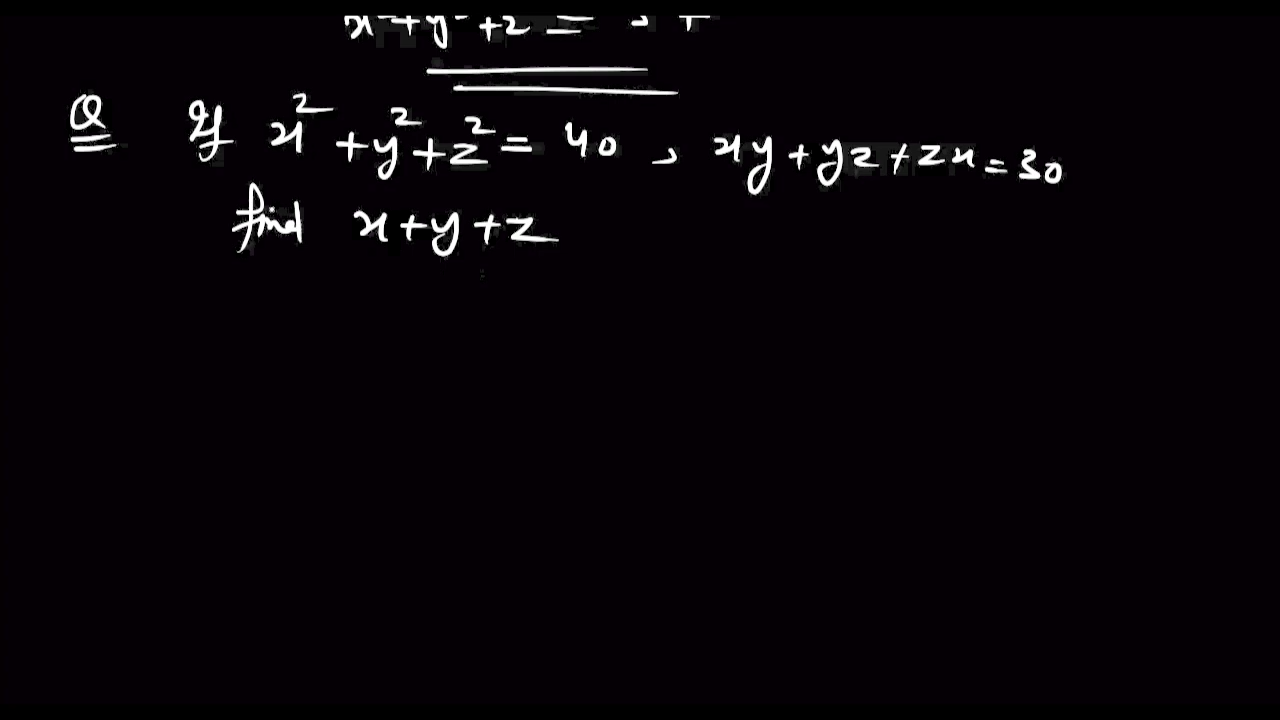 Q If x² + y² + z² = 40 , xy + yz + zx = 30
find x + y + z